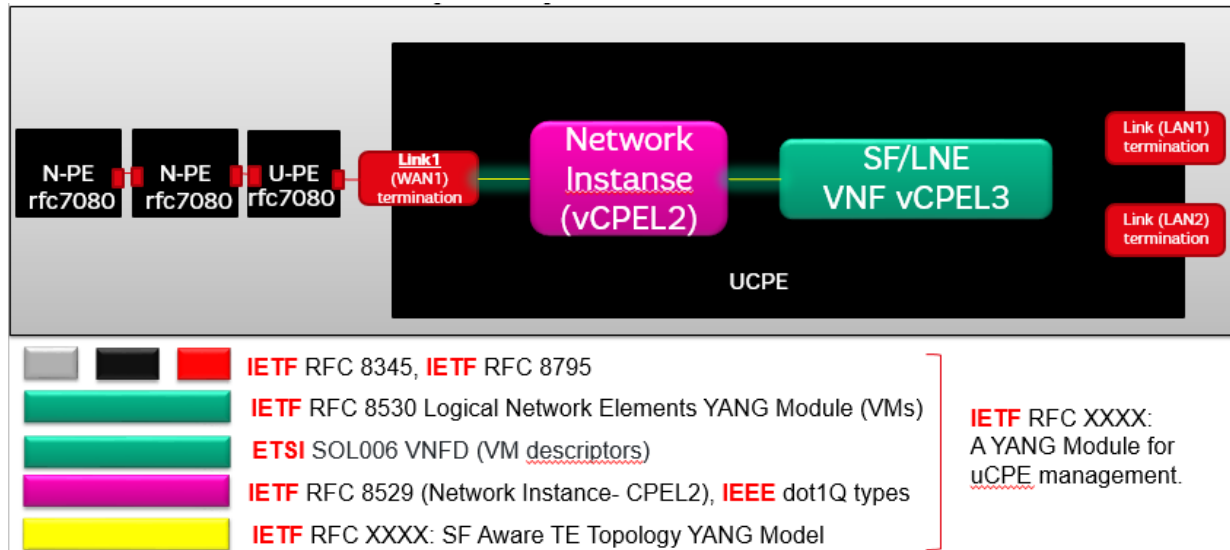 N-PE
rfc7080
N-PE
rfc7080
U-PE
rfc7080
Link1
(WAN1)
termination
Network
Instanse
(vCPEL2)
SF/LNE
VNF vCPEL3
Link (LAN1)
termination
Link (LAN2)
termination
UCPE
IETF RFC 8345, IETF RFC 8795
IETF RFC 8530 Logical Network Elements YANG Module (VMs)
ETSI SOL006 VNFD (VM descriptors)
IETF RFC 8529 (Network Instance- CPEL2), IEEE dot1Q types
IETF RFC XXXX: SF Aware TE Topology YANG Model
IETF RFC XXXX:
A YANG Module for
uCPE management.